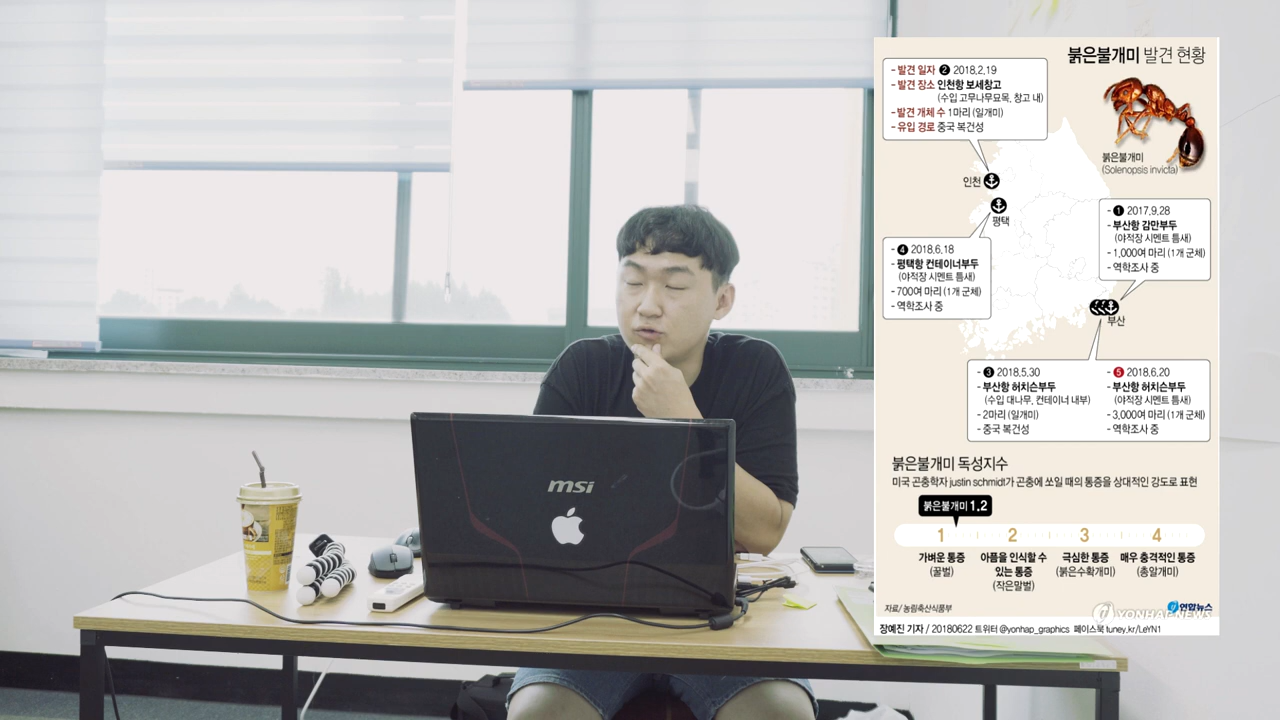 붉은불개미 발견 현황
- 발견 일자 ❷ 2018.2.19
- 발견 장소 인천항 보세창고
(수입 고무나무묘목, 창고 내)
- 발견 개체 수 1마리 (일개미)
- 유입 경로 중국 복건성
붉은불개미
(Solenopsis invicta)
인천
평택
- ❶ 2017.9.28
- 부산항 감만부두
(야적장 시멘트 틈새)
- 1,000여 마리 (1개 군체)
- 역학조사 중
- ❹ 2018.6.18
- 평택항 컨테이너부두
(야적장 시멘트 틈새)
- 700여 마리 (1개 군체)
- 역학조사 중
부산
- ❸ 2018.5.30
- 부산항 허치슨부두
(수입 대나무, 컨테이너 내부)
- 2마리 (일개미)
- 중국 복건성
- ❺ 2018.6.20
- 부산항 허치슨부두
(야적장 시멘트 틈새)
- 3,000여 마리 (1개 군체)
- 역학조사 중
붉은불개미 독성지수
미국 곤충학자 justin schmidt가 곤충에 쏘일 때의 통증을 상대적인 강도로 표현
붉은불개미 1.2
1 2 3 4
가벼운 통증
(꿀벌)
아픔을 인식할 수
있는 통증
(작은말벌)
극심한 통증
(붉은수확개미)
매우 충격적인 통증
(총알개미)
자료/ 농림축산식품부
연합뉴스
YONHAP NEWS
장예진 기자 / 20180622 트위터 @yonhap_graphics 페이스북 tuney.kr/LeYN1
msi